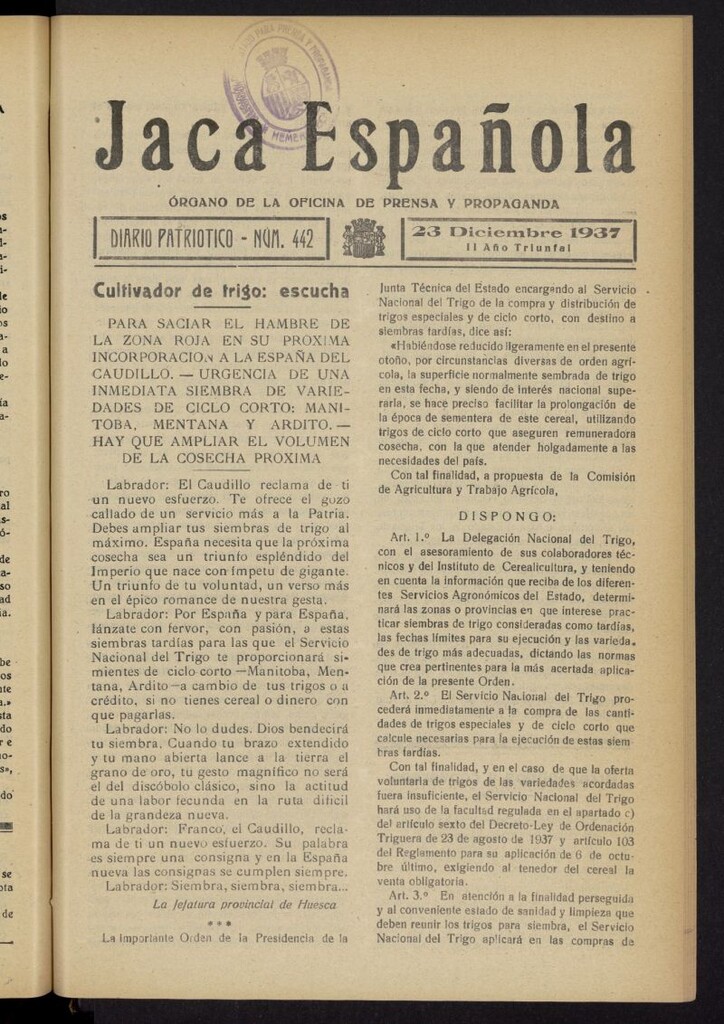 Jaca Española
ÓRGANO DE LA OFICINA DE PRENSA Y PROPAGANDA
DIARIO PATRIOTICO - NÚM. 442
23 Diciembre 1937
II Año Triunfal
Cultivador de trigo: escucha
PARA SACIAR EL HAMBRE DE
LA ZONA ROJA EN SU PROXIMA
INCORPORACION A LA ESPAÑA DEL
CAUDILLO. — URGENCIA DE UNA
INMEDIATA SIEMBRA DE VARIE-
DADES DE CICLO CORTO: MANI-
TOBA, MENTANA Y ARDITO. —
HAY QUE AMPLIAR EL VOLUMEN
DE LA COSECHA PROXIMA
Labrador: El Caudillo reclama de ti
un nuevo esfuerzo. Te ofrece el gozo
callado de un servicio más a la Patria.
Debes ampliar tus siembras de trigo al
máximo. España necesita que la próxima
cosecha sea un triunfo espléndido del
Imperio que nace con ímpetu de gigante.
Un triunfo de tu voluntad, un verso más
en el épico romance de nuestra gesta.
Labrador: Por España y para España,
lánzate con fervor, con pasión, a estas
siembras tardías para las que el Servicio
Nacional del Trigo te proporcionará si-
mientes de ciclo corto —Manitoba, Men-
tana, Ardito—a cambio de tus trigos o a
crédito, si no tienes cereal o dinero con
que pagarlas.
Labrador: No lo dudes. Dios bendecirá
tu siembra. Cuando tu brazo extendido
y tu mano abierta lance a la tierra el
grano de oro, tu gesto magnífico no será
el del discóbolo clásico, sino la actitud
de una labor fecunda en la ruta difícil
de la grandeza nueva.
Labrador: Franco, el Caudillo, recla-
ma de ti un nuevo esfuerzo. Su palabra
es siempre una consigna y en la España
nueva las consignas se cumplen siempre.
Labrador: Siembra, siembra, siembra...
La jefatura provincial de Huesca
* * *
La importante Orden de la Presidencia de la
Junta Técnica del Estado encargando al Servicio
Nacional del Trigo de la compra y distribución de
trigos especiales y de ciclo corto, con destino a
siembras tardías, dice así:
«Habiéndose reducido ligeramente en el presente
otoño, por circunstancias diversas de orden agrí-
cola, la superficie normalmente sembrada de trigo
en esta fecha, y siendo de interés nacional supe-
rarla, se hace preciso facilitar la prolongación de
la época de sementera de este cereal, utilizando
trigos de ciclo corto que aseguren remuneradora
cosecha, con la que atender holgadamente a las
necesidades del país.
Con tal finalidad, a propuesta de la Comisión
de Agricultura y Trabajo Agrícola,
DISPONGO:
Art. 1.º La Delegación Nacional del Trigo,
con el asesoramiento de sus colaboradores téc-
nicos y del Instituto de Cerealicultura, y teniendo
en cuenta la información que reciba de los diferen-
tes Servicios Agronómicos del Estado, determi-
nará las zonas o provincias en que interese prac-
ticar siembras de trigo consideradas como tardías,
las fechas límites para su ejecución y las varieda-
des de trigo más adecuadas, dictando las normas
que crea pertinentes para la más acertada aplica-
ción de la presente Orden.
Art. 2.º El Servicio Nacional del Trigo pro-
cederá inmediatamente a la compra de las canti-
dades de trigos especiales y de ciclo corto que
calcule necesarias para la ejecución de estas siem
bras tardías.
Con tal finalidad, y en el caso de que la oferta
voluntaria de trigos de las variedades acordadas
fuera insuficiente, el Servicio Nacional del Trigo
hará uso de la facultad regulada en el apartado c)
del artículo sexto del Decreto-Ley de Ordenación
Triguera de 23 de agosto de 1937 y artículo 103
del Reglamento para su aplicación de 6 de octu-
bre último, exigiendo al tenedor del cereal la
venta obligatoria.
Art. 3.º En atención a la finalidad perseguida
y al conveniente estado de sanidad y limpieza que
deben reunir los trigos para siembra, el Servicio
Nacional del Trigo aplicará en las compras de